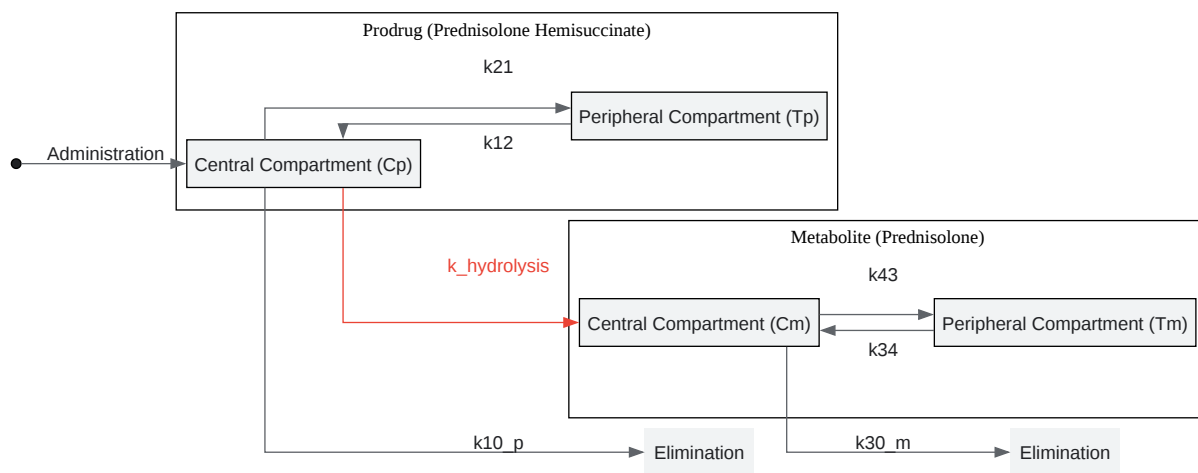 Prodrug (Prednisolone Hemisuccinate)
k21
Peripheral Compartment (Tp)
k12
Administration
Central Compartment (Cp)
Metabolite (Prednisolone)
k_hydrolysis
k43
Central Compartment (Cm)
Peripheral Compartment (Tm)
k34
k10_p
Elimination
k30_m
Elimination